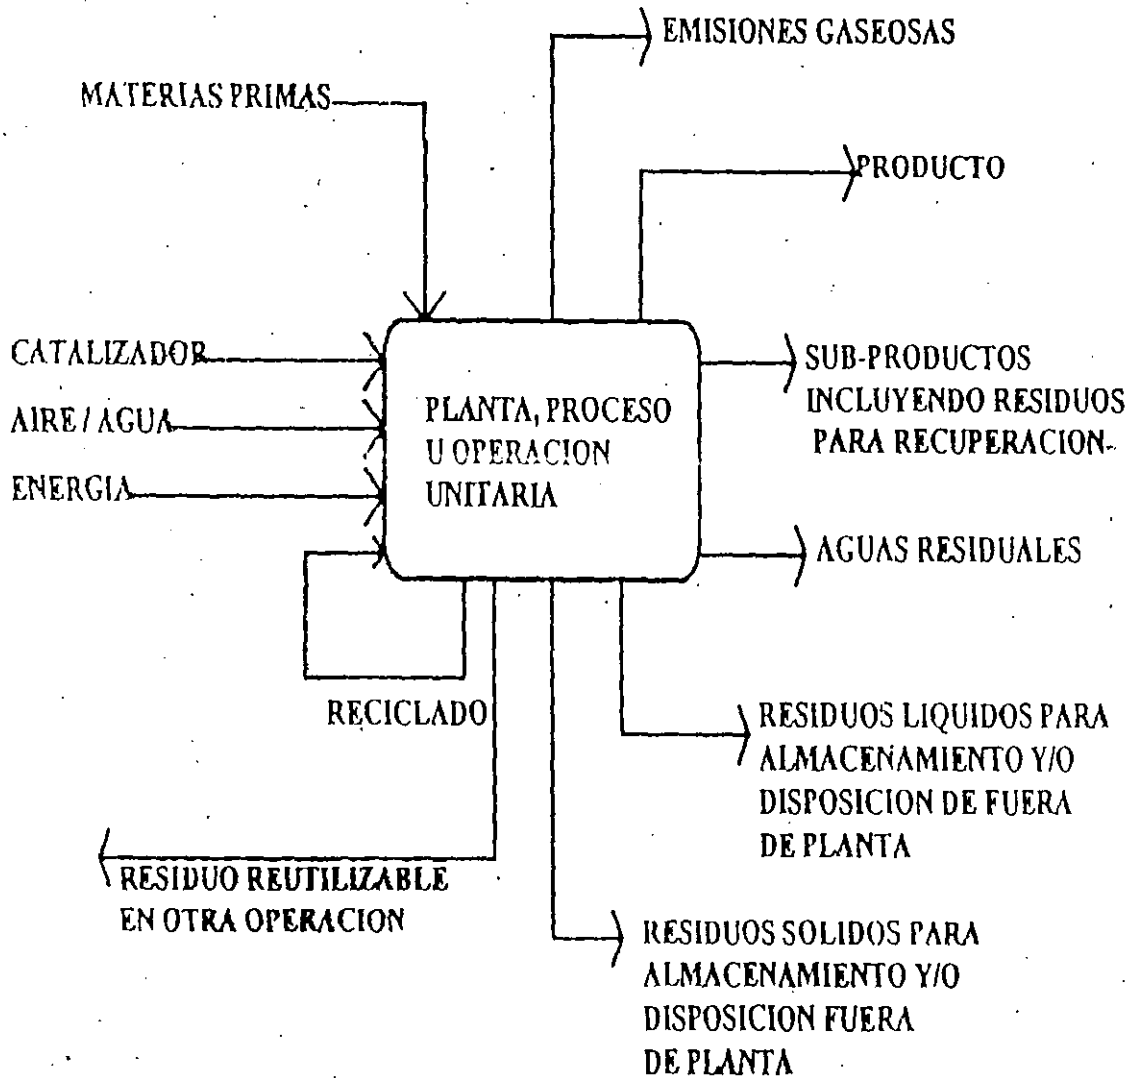 EMISIONES GASEOSAS
MATERIAS PRIMAS
PRODUCTO
CATALIZADOR
AIRE / AGUA
ENERGIA
PLANTA, PROCESO
U OPERACION
UNITARIA
SUB-PRODUCTOS
INCLUYENDO RESIDUOS
PARA RECUPERACION
AGUAS RESIDUALES
RECICLADO
RESIDUOS LIQUIDOS PARA
ALMACENAMIENTO Y/O
DISPOSICION DE FUERA
DE PLANTA
RESIDUO REUTILIZABLE
EN OTRA OPERACION
RESIDUOS SOLIDOS PARA
ALMACENAMIENTO Y/O
DISPOSICION FUERA
DE PLANTA